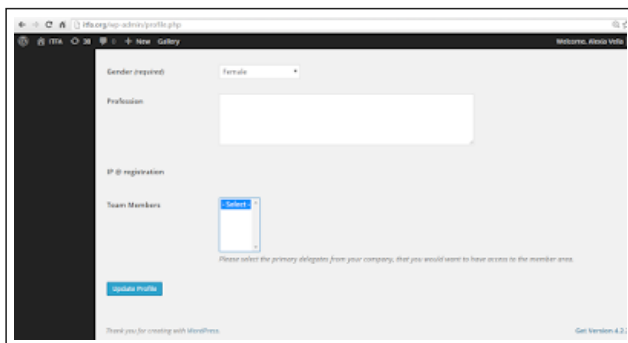 itfa.org/wp-admin/profile.php
ITFA 38 0 + New Gallery Welcome, Alexia Vella
Gender (required) Female
Profession
IP @ registration
Team Members - Select -
Please select the primary delegates from your company, that you would want to have access to the member area.
Update Profile
Thank you for creating with WordPress. Get Version 4.2.2